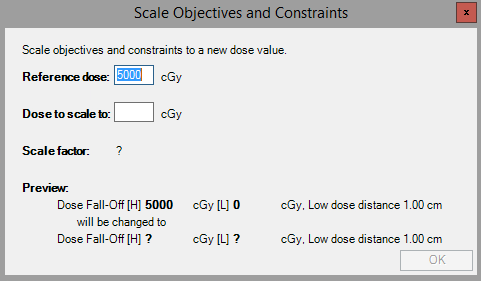 Scale Objectives and Constraints
x
Scale objectives and constraints to a new dose value.
Reference dose: 5000 cGy
Dose to scale to: cGy
Scale factor: ?
Preview:
Dose Fall-Off [H] 5000 cGy [L] 0 cGy, Low dose distance 1.00 cm
will be changed to
Dose Fall-Off [H] ? cGy [L] ? cGy, Low dose distance 1.00 cm
OK